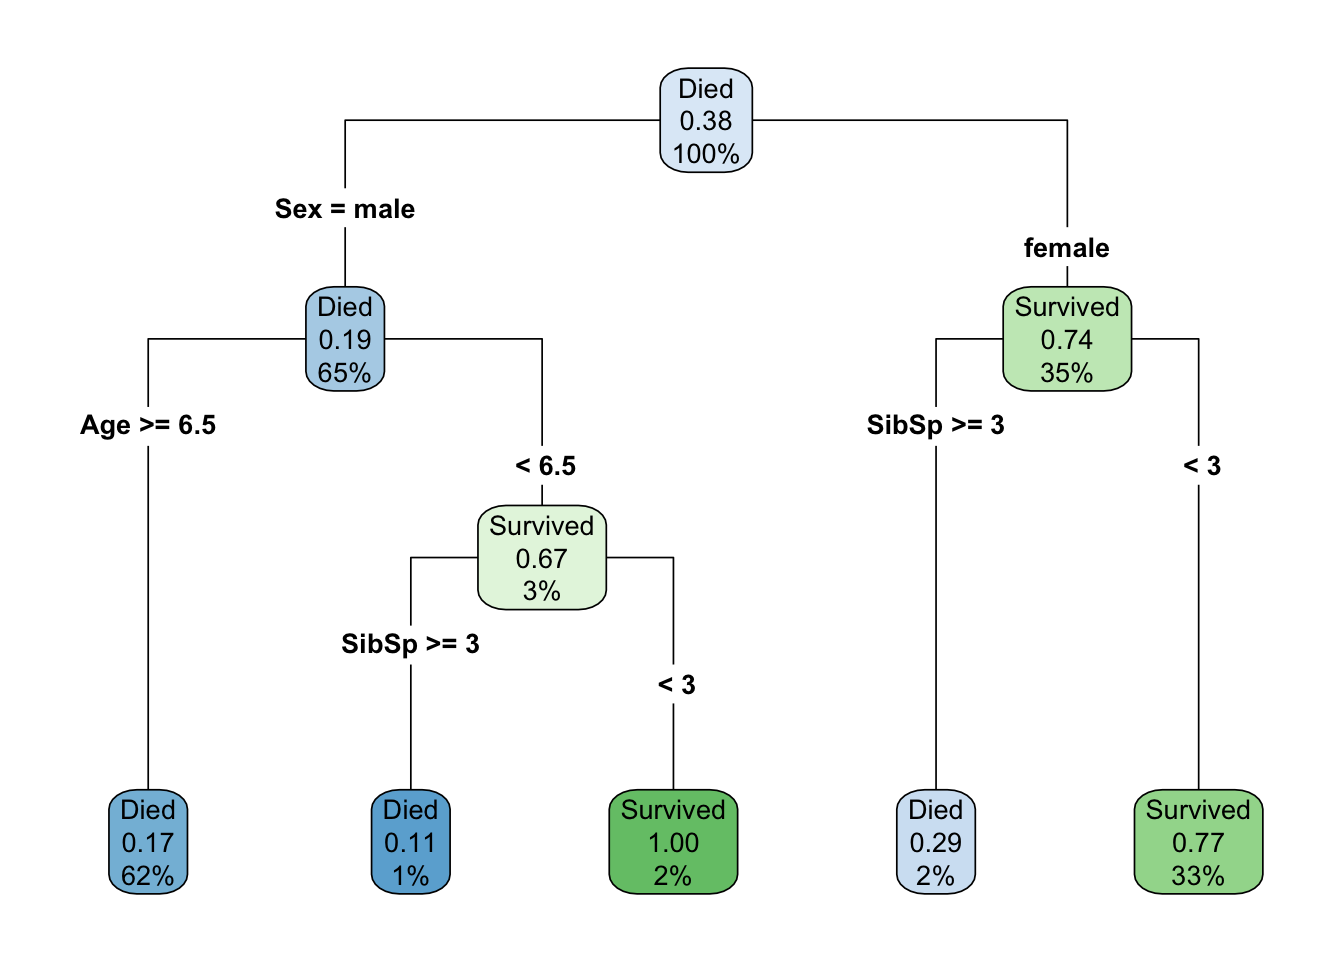 Died
0.38
100%
Sex = male
female
Died
0.19
65%
Survived
0.74
35%
Age >= 6.5
< 6.5
SibSp >= 3
< 3
Survived
0.67
3%
SibSp >= 3
< 3
Died
0.17
62%
Died
0.11
1%
Survived
1.00
2%
Died
0.29
2%
Survived
0.77
33%